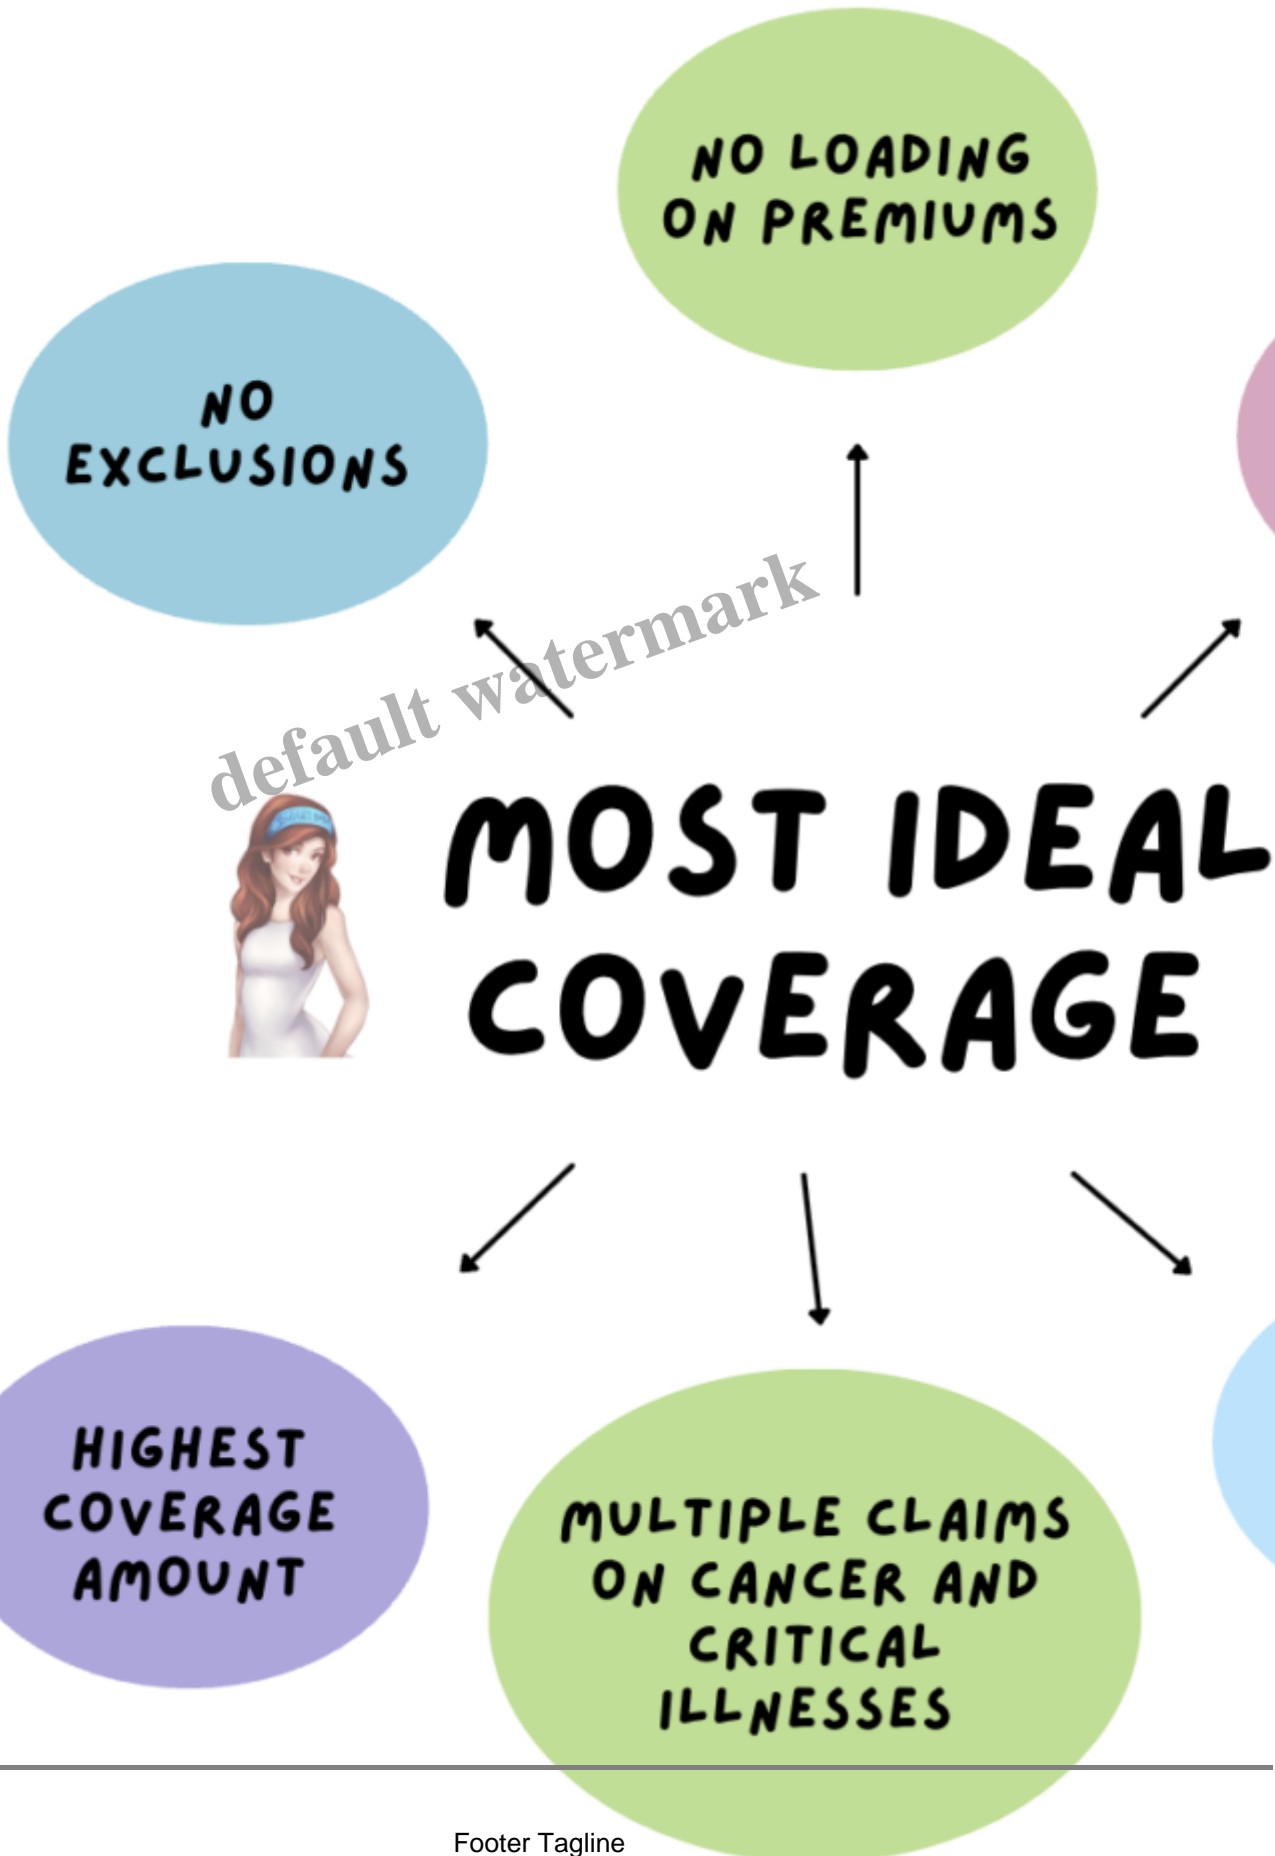 NO LOADING
ON PREMIUMS
NO
EXCLUSIONS
default watermark
MOST IDEAL
COVERAGE
HIGHEST
COVERAGE
AMOUNT
MULTIPLE CLAIMS
ON CANCER AND
CRITICAL
ILLNESSES
Footer Tagline